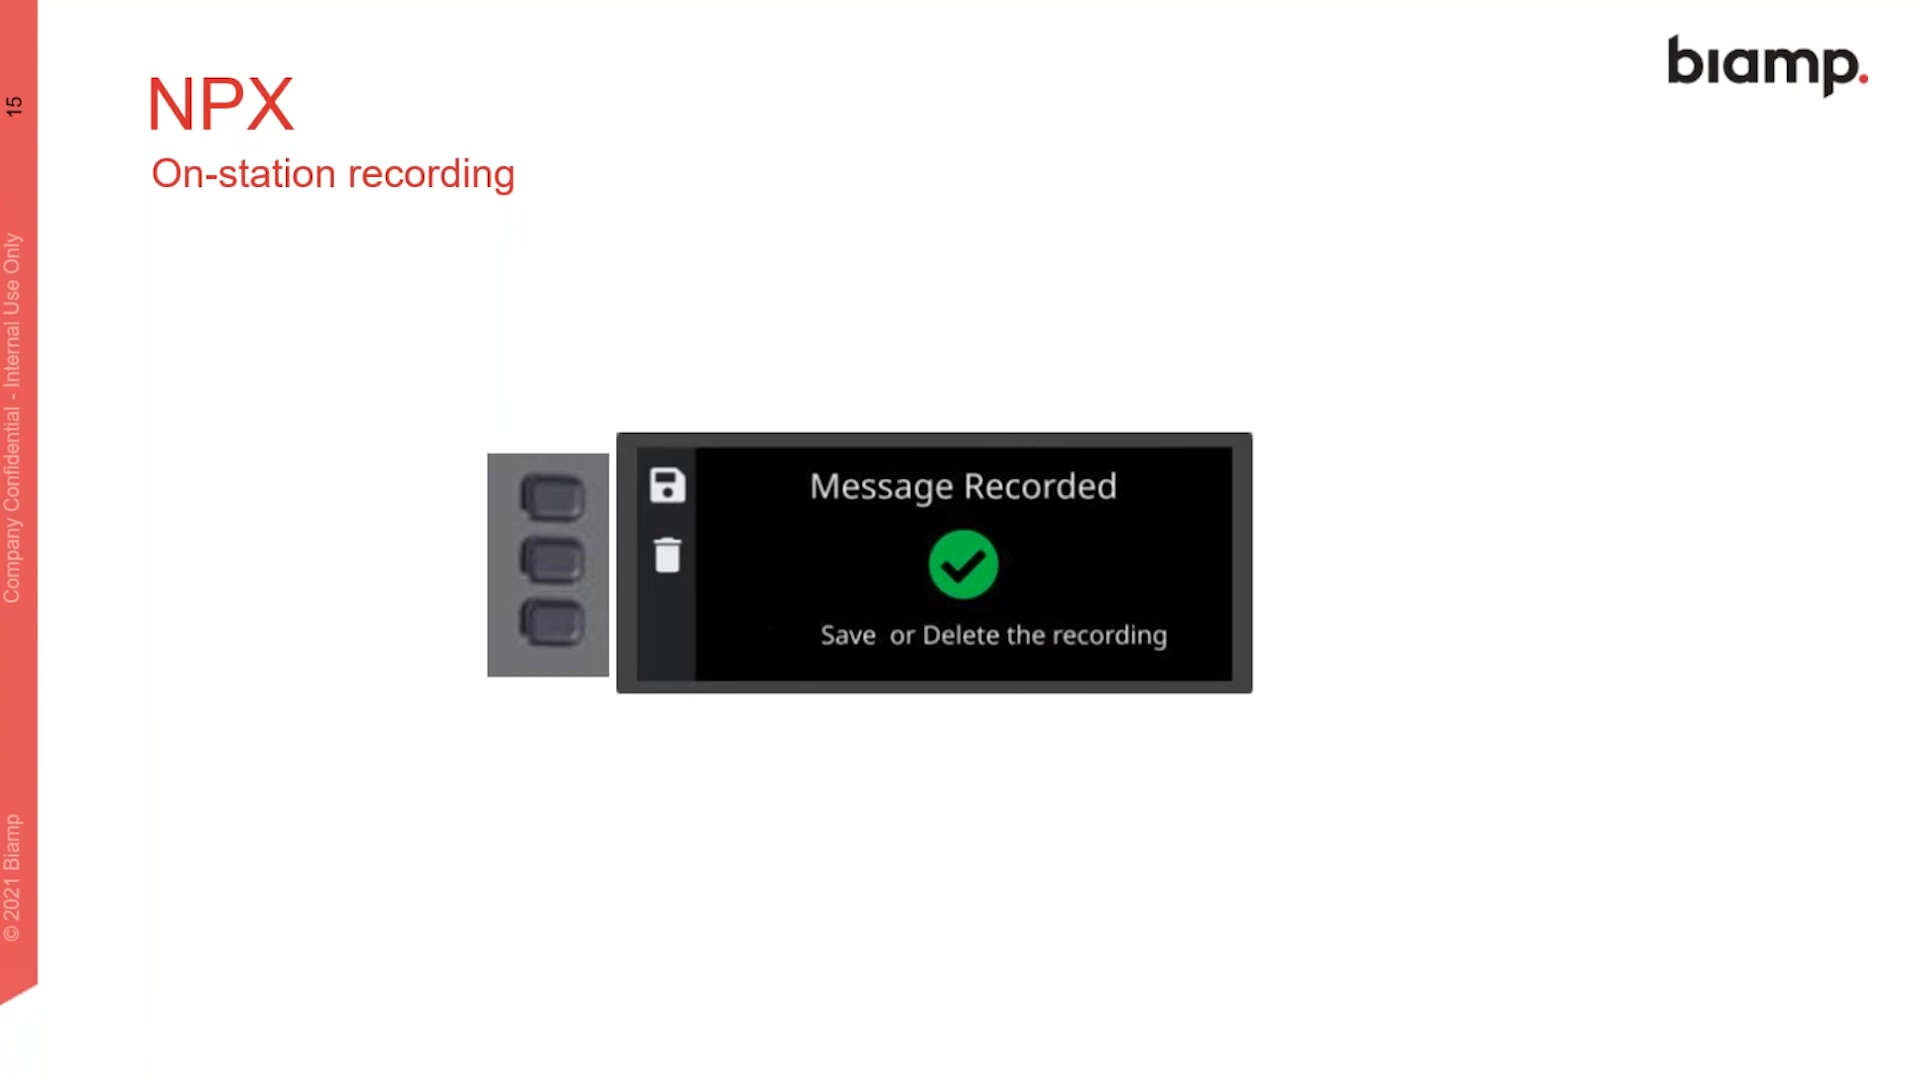 biamp.
NPX
On-station recording
15
Company Confidential - Internal Use Only
© 2021 Biamp
Message Recorded
Save or Delete the recording